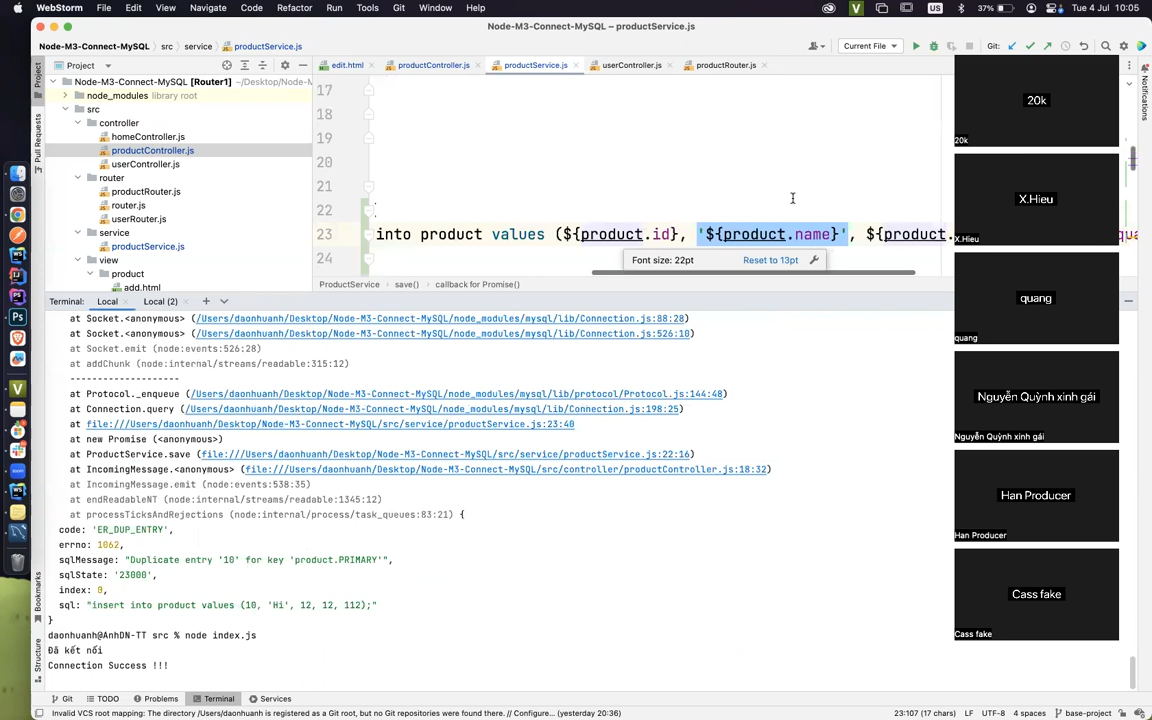 WebStorm File Edit View Navigate Code Refactor Run Tools Git Window Help
V US 37% Tue 4 Jul 10:05
Node-M3-Connect-MySQL – productService.js
Node-M3-Connect-MySQL src service productService.js Current File Git:
Project
edit.html productController.js productService.js userController.js productRouter.js
Node-M3-Connect-MySQL [Router1] ~/Desktop/Node-M
node_modules library root
src
controller
homeController.js
productController.js
userController.js
router
productRouter.js
router.js
userRouter.js
service
productService.js
view
product
add.html
Project
Pull Requests
Bookmarks
Structure
Notifications
17
18
19
20
21
22
23 into product values (${product.id}, '${product.name}', ${product.
24
qua
Font size: 22pt Reset to 13pt
ProductService save() callback for Promise()
Terminal: Local Local (2)
at Socket.<anonymous> (/Users/daonhuanh/Desktop/Node-M3-Connect-MySQL/node_modules/mysql/lib/Connection.js:88:28)
at Socket.<anonymous> (/Users/daonhuanh/Desktop/Node-M3-Connect-MySQL/node_modules/mysql/lib/Connection.js:526:10)
at Socket.emit (node:events:526:28)
at addChunk (node:internal/streams/readable:315:12)
--------------------
at Protocol._enqueue (/Users/daonhuanh/Desktop/Node-M3-Connect-MySQL/node_modules/mysql/lib/protocol/Protocol.js:144:48)
at Connection.query (/Users/daonhuanh/Desktop/Node-M3-Connect-MySQL/node_modules/mysql/lib/Connection.js:198:25)
at file:///Users/daonhuanh/Desktop/Node-M3-Connect-MySQL/src/service/productService.js:23:40
at new Promise (<anonymous>)
at ProductService.save (file:///Users/daonhuanh/Desktop/Node-M3-Connect-MySQL/src/service/productService.js:22:16)
at IncomingMessage.<anonymous> (file:///Users/daonhuanh/Desktop/Node-M3-Connect-MySQL/src/controller/productController.js:18:32)
at IncomingMessage.emit (node:events:538:35)
at endReadableNT (node:internal/streams/readable:1345:12)
at processTicksAndRejections (node:internal/process/task_queues:83:21) {
code: 'ER_DUP_ENTRY',
errno: 1062,
sqlMessage: "Duplicate entry '10' for key 'product.PRIMARY'",
sqlState: '23000',
index: 0,
sql: "insert into product values (10, 'Hi', 12, 12, 112);"
}
daonhuanh@AnhDN-TT src % node index.js
Đã kết nối
Connection Success !!!
20k
20k
X.Hieu
X.Hieu
quang
quang
Nguyễn Quỳnh xinh gái
Nguyễn Quỳnh xinh gái
Han Producer
Han Producer
Cass fake
Cass fake
Git TODO Problems Terminal Services
Invalid VCS root mapping: The directory /Users/daonhuanh is registered as a Git root, but no Git repositories were found there. // Configure... (yesterday 20:36) 23:107 (17 chars) LF UTF-8 4 spaces base-project